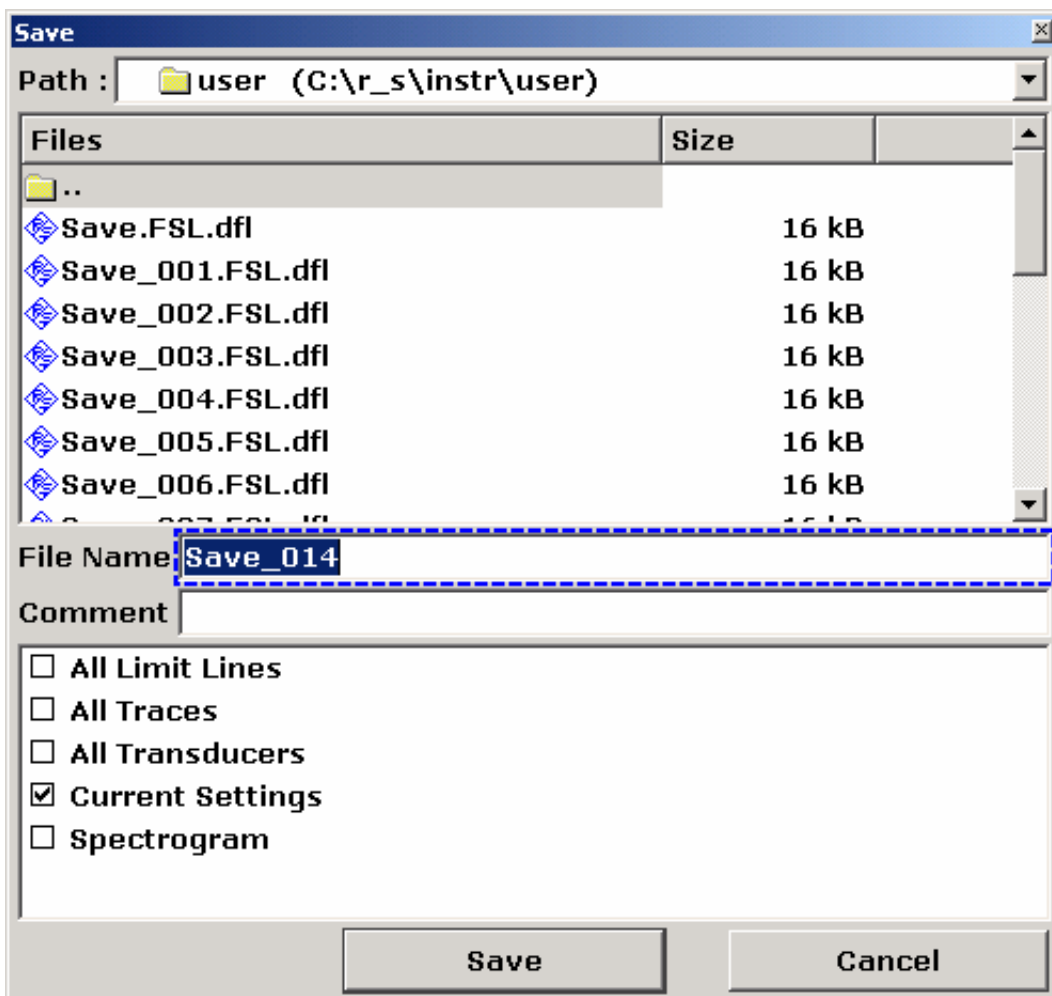 Save
Path : user (C:\r_s\instr\user)
Files Size
..
Save.FSL.dfl 16 kB
Save_001.FSL.dfl 16 kB
Save_002.FSL.dfl 16 kB
Save_003.FSL.dfl 16 kB
Save_004.FSL.dfl 16 kB
Save_005.FSL.dfl 16 kB
Save_006.FSL.dfl 16 kB
File Name Save_014
Comment
All Limit Lines
All Traces
All Transducers
Current Settings
Spectrogram
Save Cancel